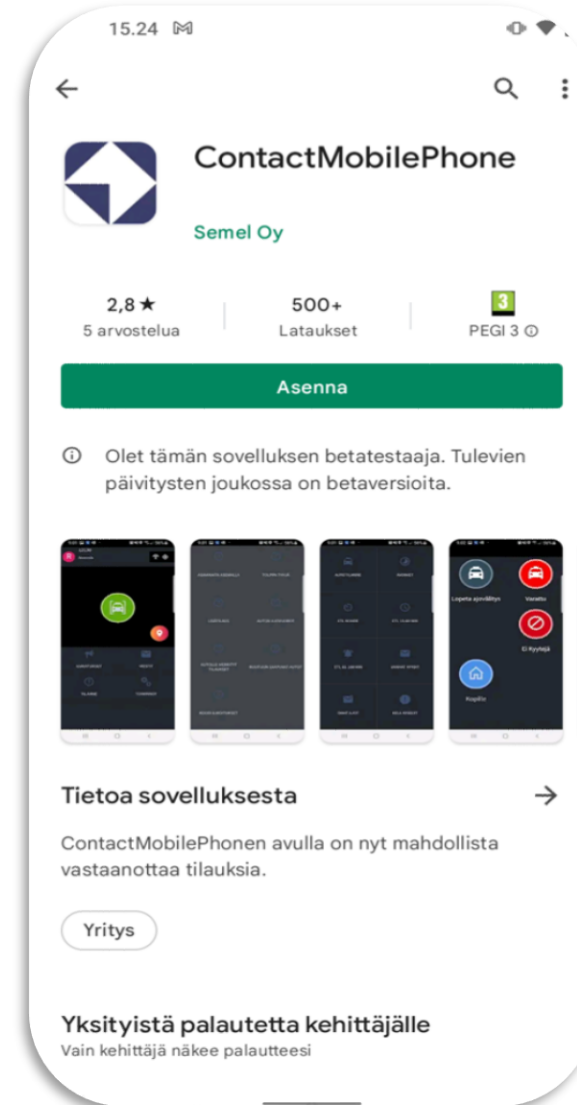 15.24
ContactMobilePhone
Semel Oy
2,8★
5 arvostelua
500+
Lataukset
3
PEGI 3
Asenna
Olet tämän sovelluksen betatestaaja. Tulevien
päivitysten joukossa on betaversioita.
Lopeta ajovälitys
Varattu
Ei Kyytejä
Kojelle
Tietoa sovelluksesta
ContactMobilePhonen avulla on nyt mahdollista
vastaanottaa tilauksia.
Yritys
Yksityistä palautetta kehittäjälle
Vain kehittäjä näkee palautteesi